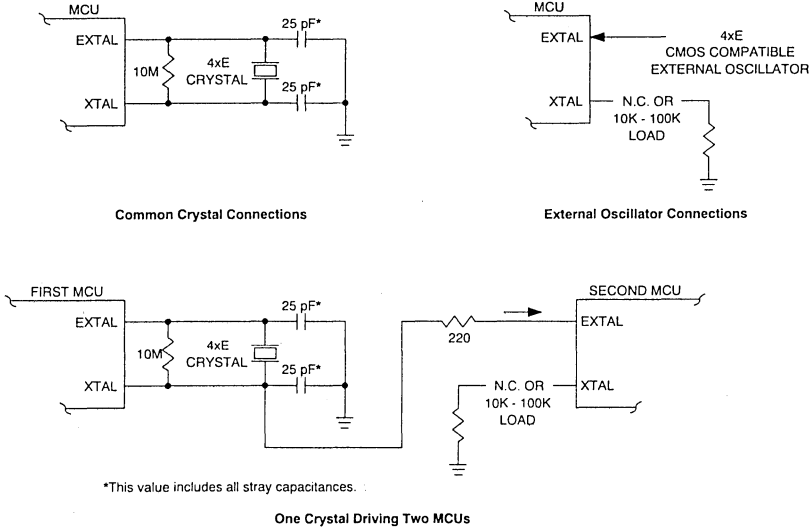 MCU
EXTAL
25 pF*
10M
4xE
CRYSTAL
25 pF*
XTAL
Common Crystal Connections
MCU
EXTAL
4xE
CMOS COMPATIBLE
EXTERNAL OSCILLATOR
XTAL
N.C. OR
10K - 100K
LOAD
External Oscillator Connections
FIRST MCU
EXTAL
25 pF*
10M
4xE
CRYSTAL
25 pF*
XTAL
220
SECOND MCU
EXTAL
XTAL
N.C. OR
10K - 100K
LOAD
*This value includes all stray capacitances.
One Crystal Driving Two MCUs